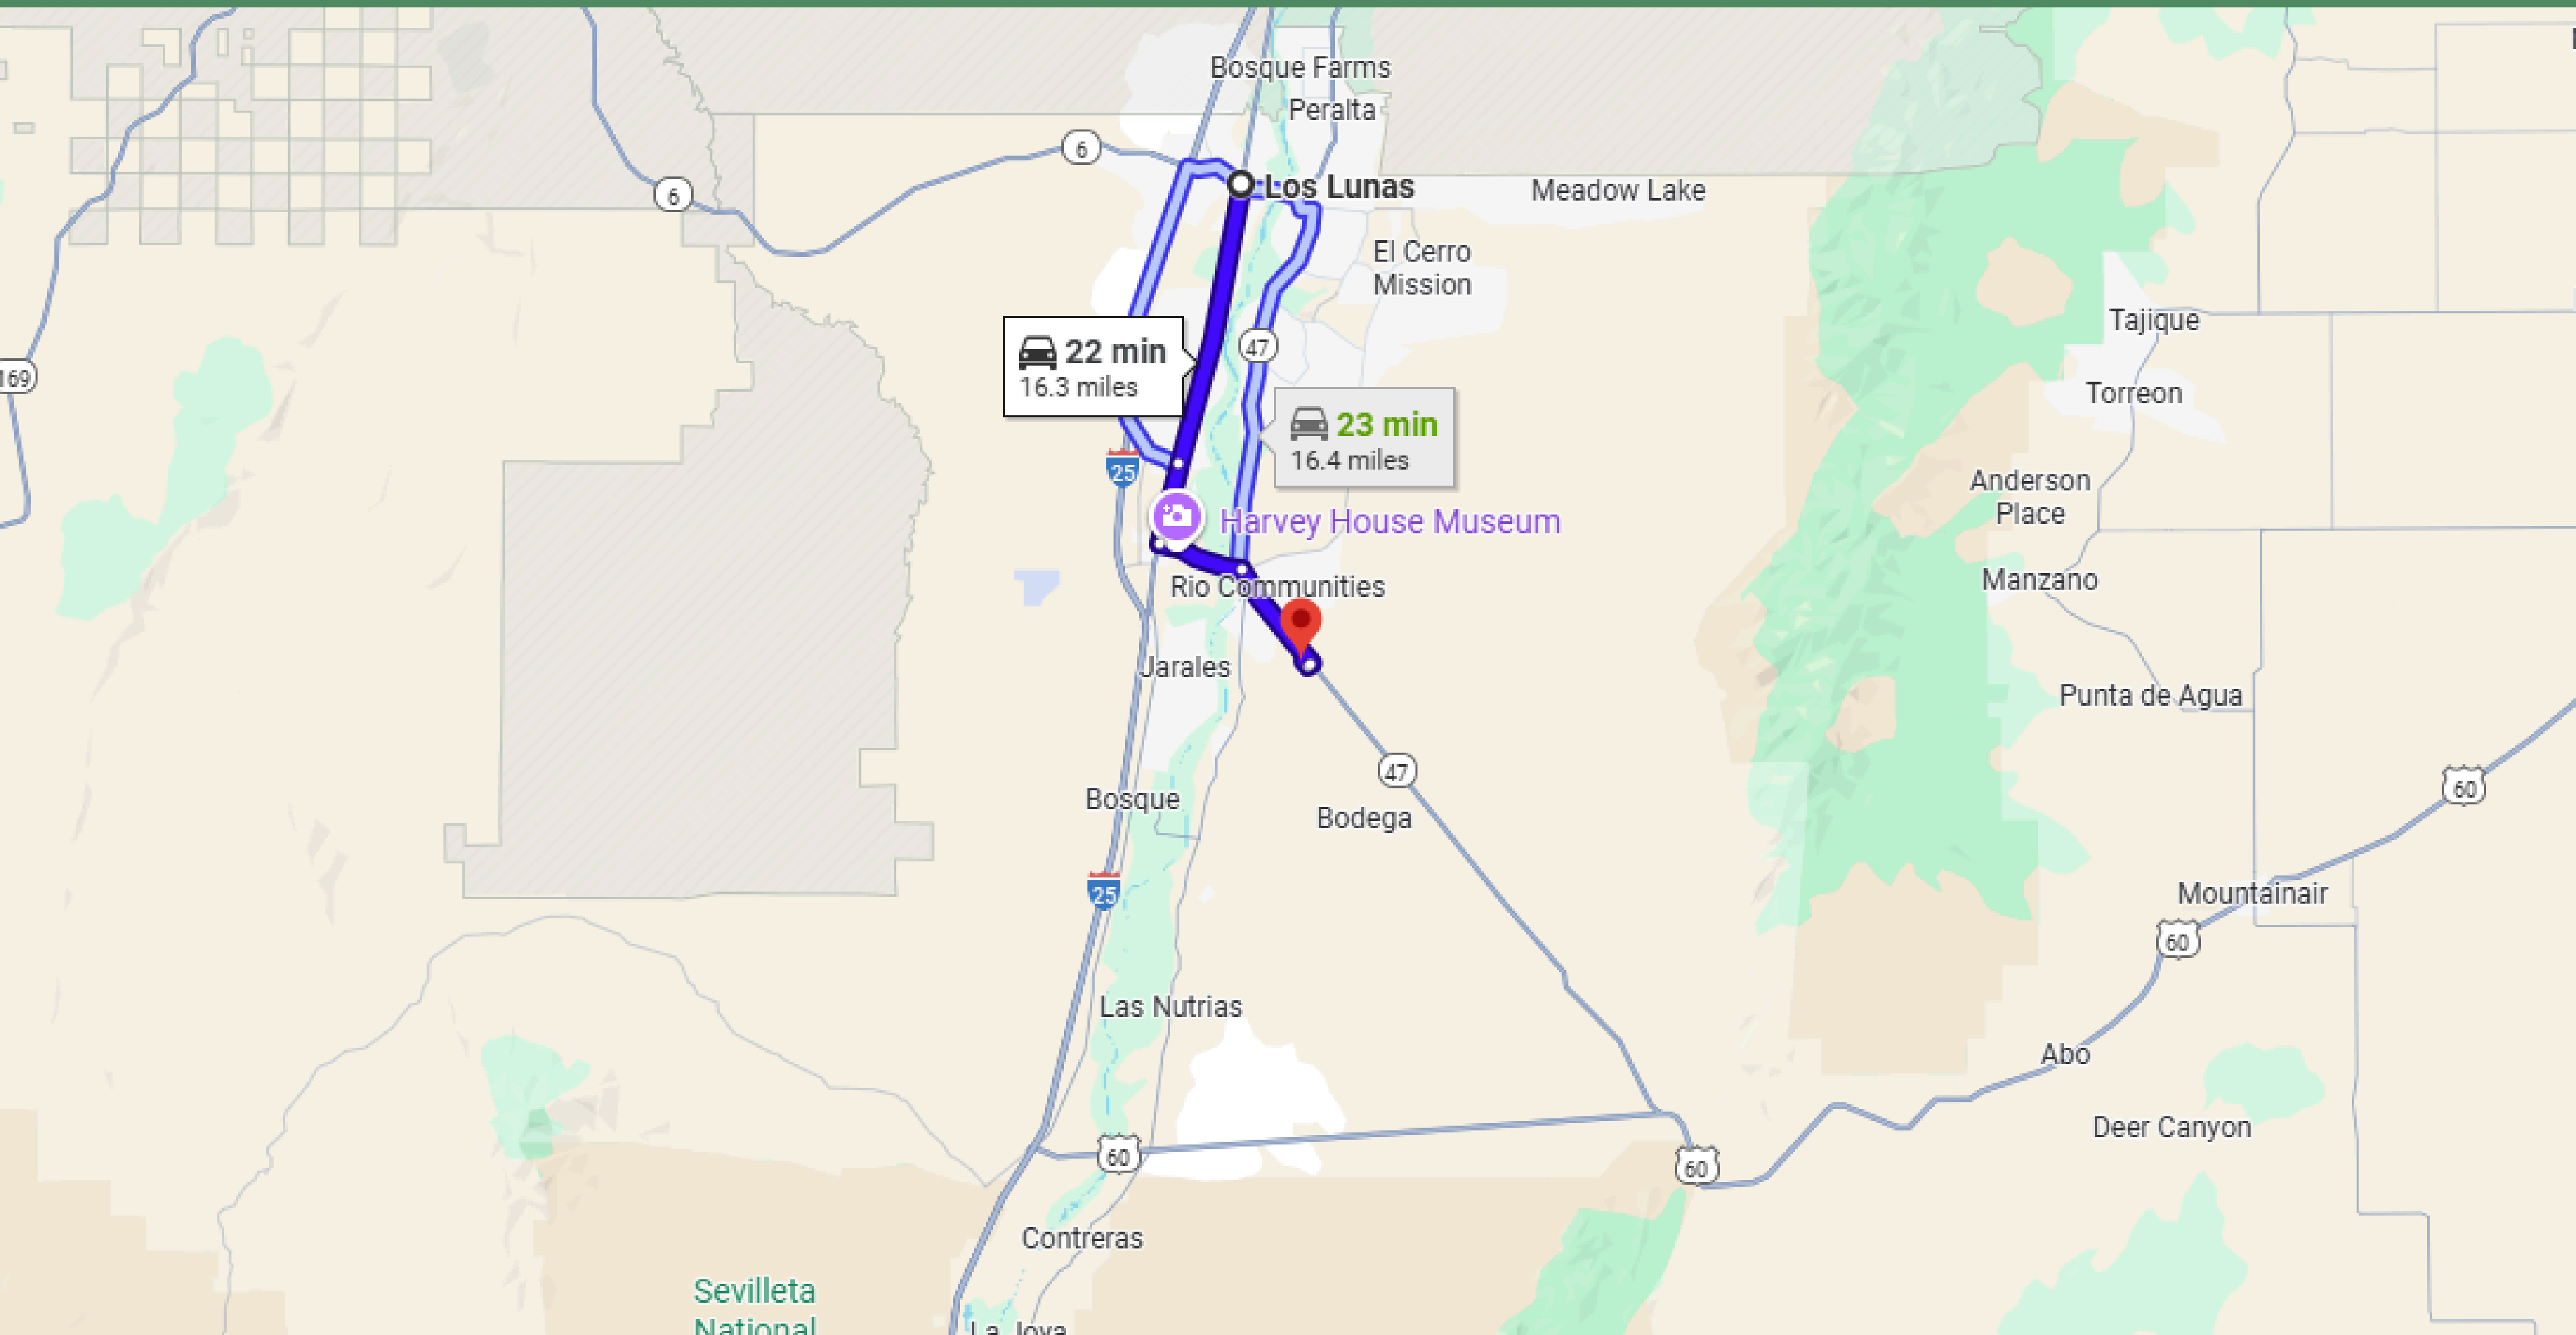 Bosque Farms
Peralta
6
6
Los Lunas
Meadow Lake
El Cerro
Mission
Tajique
22 min
16.3 miles
47
169
Torreon
23 min
16.4 miles
25
Anderson
Place
Harvey House Museum
Rio Communities
Manzano
Jarales
Punta de Agua
47
60
Bosque
Bodega
25
Mountainair
60
Las Nutrias
Abo
Deer Canyon
60
60
Contreras
Sevilleta
National
La Joya